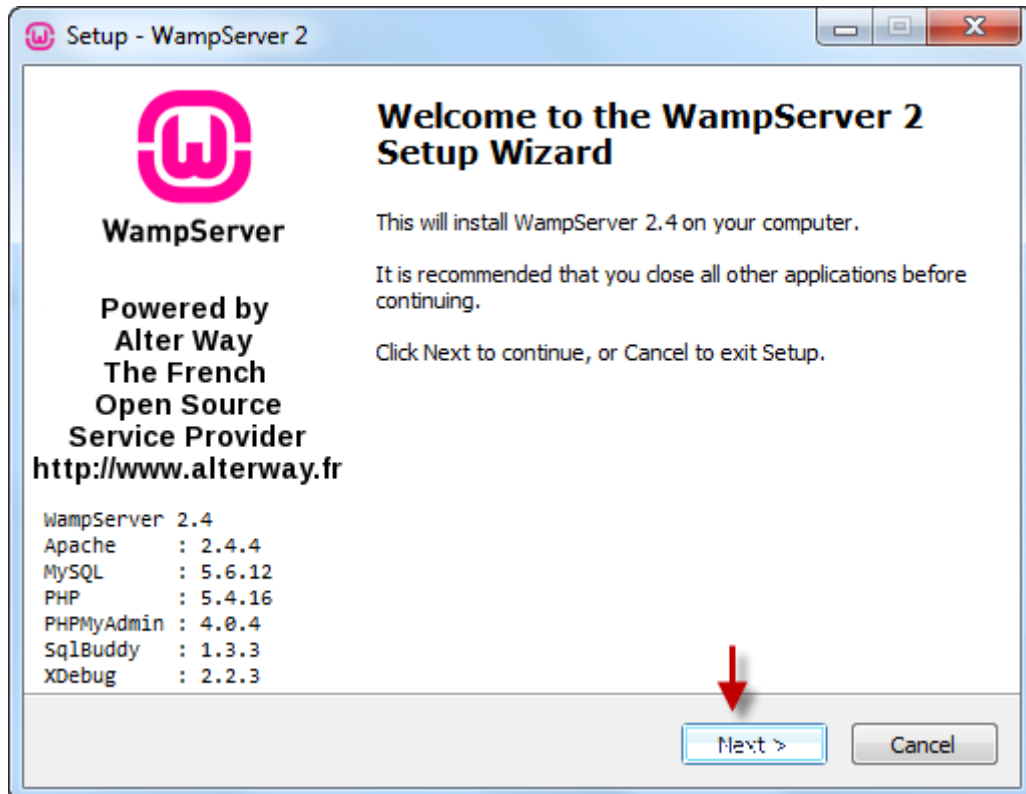 Setup - WampServer 2
WampServer
Powered by
Alter Way
The French
Open Source
Service Provider
http://www.alterway.fr
WampServer 2.4
Apache : 2.4.4
MySQL : 5.6.12
PHP : 5.4.16
PHPMyAdmin : 4.0.4
SqlBuddy : 1.3.3
XDebug : 2.2.3
Welcome to the WampServer 2
Setup Wizard
This will install WampServer 2.4 on your computer.
It is recommended that you close all other applications before
continuing.
Click Next to continue, or Cancel to exit Setup.
Next >
Cancel